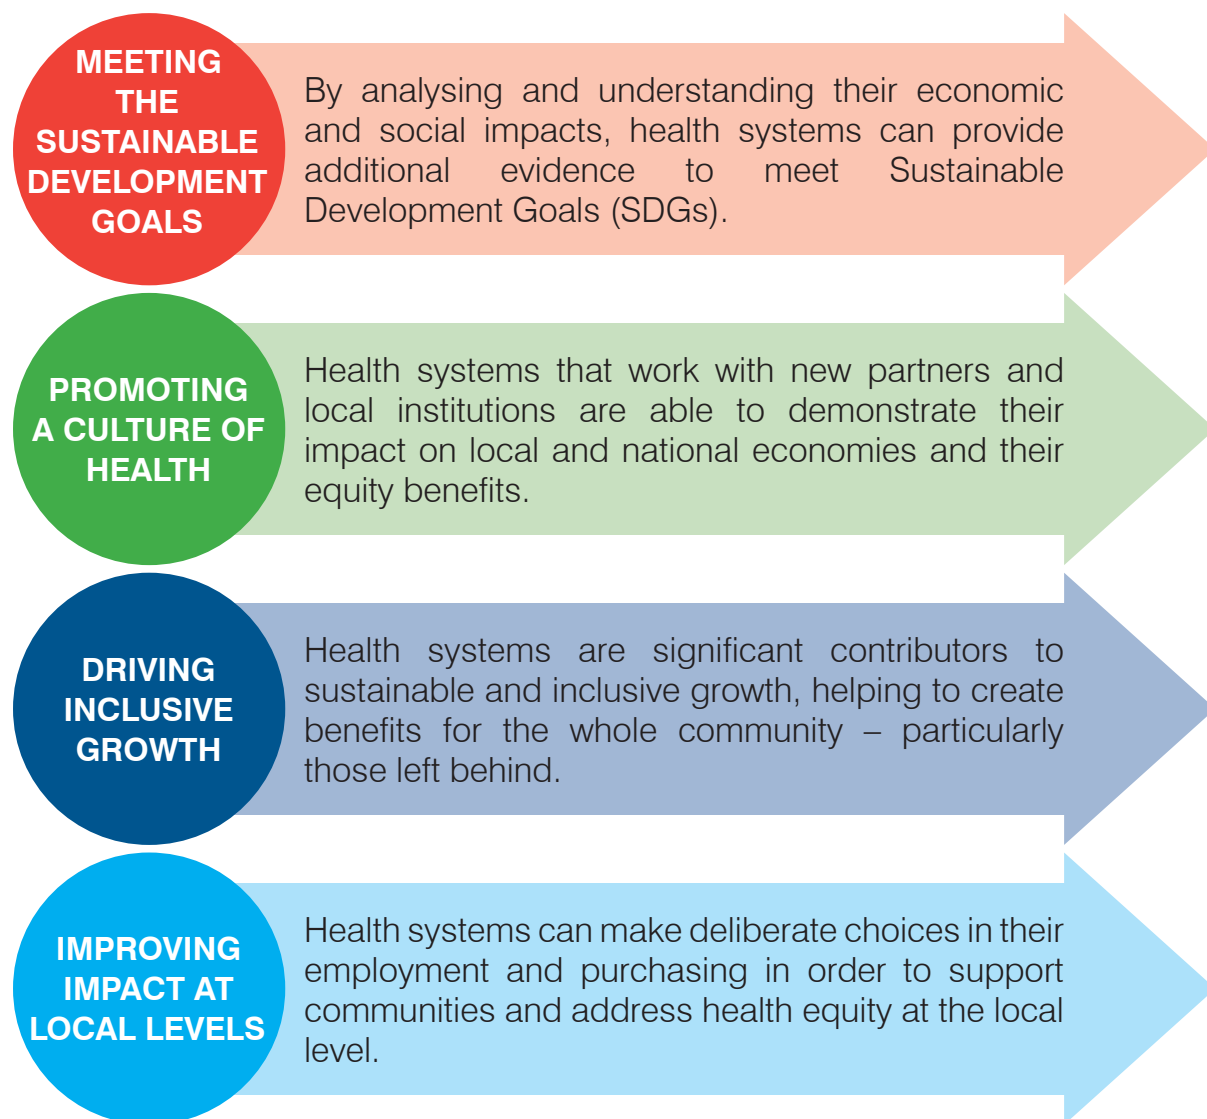 MEETING
THE
SUSTAINABLE
DEVELOPMENT
GOALS
By analysing and understanding their economic
and social impacts, health systems can provide
additional evidence to meet Sustainable
Development Goals (SDGs).
PROMOTING
A CULTURE OF
HEALTH
Health systems that work with new partners and
local institutions are able to demonstrate their
impact on local and national economies and their
equity benefits.
DRIVING
INCLUSIVE
GROWTH
Health systems are significant contributors to
sustainable and inclusive growth, helping to create
benefits for the whole community – particularly
those left behind.
IMPROVING
IMPACT AT
LOCAL LEVELS
Health systems can make deliberate choices in their
employment and purchasing in order to support
communities and address health equity at the local
level.